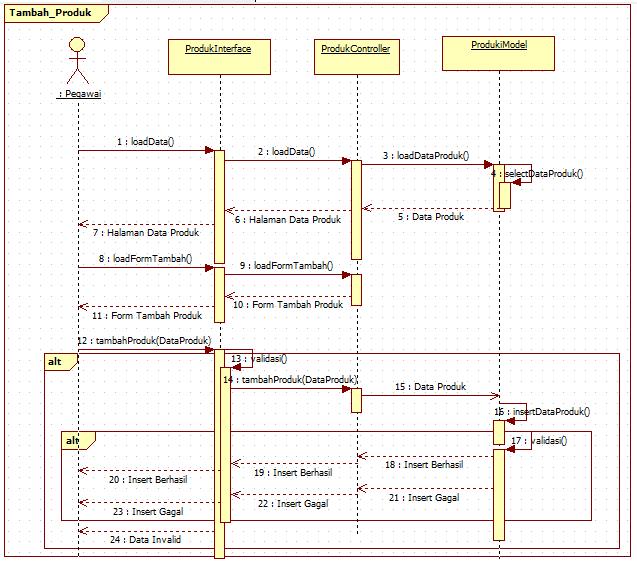 Tambah_Produk
ProdukInterface
ProdukController
ProdukiModel
: Pegawai
1 : loadData()
2 : loadData()
3 : loadDataProduk()
4 : selectDataProduk()
5 : Data Produk
6 : Halaman Data Produk
7 : Halaman Data Produk
8 : loadFormTambah()
9 : loadFormTambah()
10 : Form Tambah Produk
11 : Form Tambah Produk
12 : tambahProduk(DataProduk)
alt
13 : validasi()
14 : tambahProduk(DataProduk)
15 : Data Produk
16 : insertDataProduk()
alt
17 : validasi()
18 : Insert Berhasil
19 : Insert Berhasil
20 : Insert Berhasil
21 : Insert Gagal
22 : Insert Gagal
23 : Insert Gagal
24 : Data Invalid